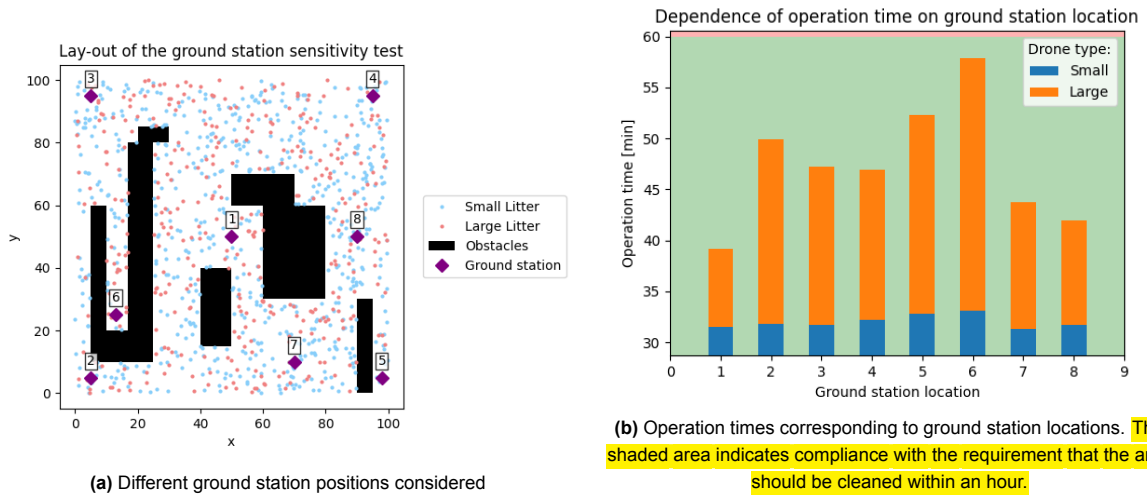 Lay-out of the ground station sensitivity test
100
80
60
40
20
0
y
0 20 40 60 80 100
x
3
4
1
8
6
7
2
5
Small Litter
Large Litter
Obstacles
Ground station
(a) Different ground station positions considered
Dependence of operation time on ground station location
60
55
50
45
40
35
30
Operation time [min]
Drone type:
Small
Large
0 1 2 3 4 5 6 7 8 9
Ground station location
(b) Operation times corresponding to ground station locations.
shaded area indicates compliance with the requirement that the
should be cleaned within an hour.